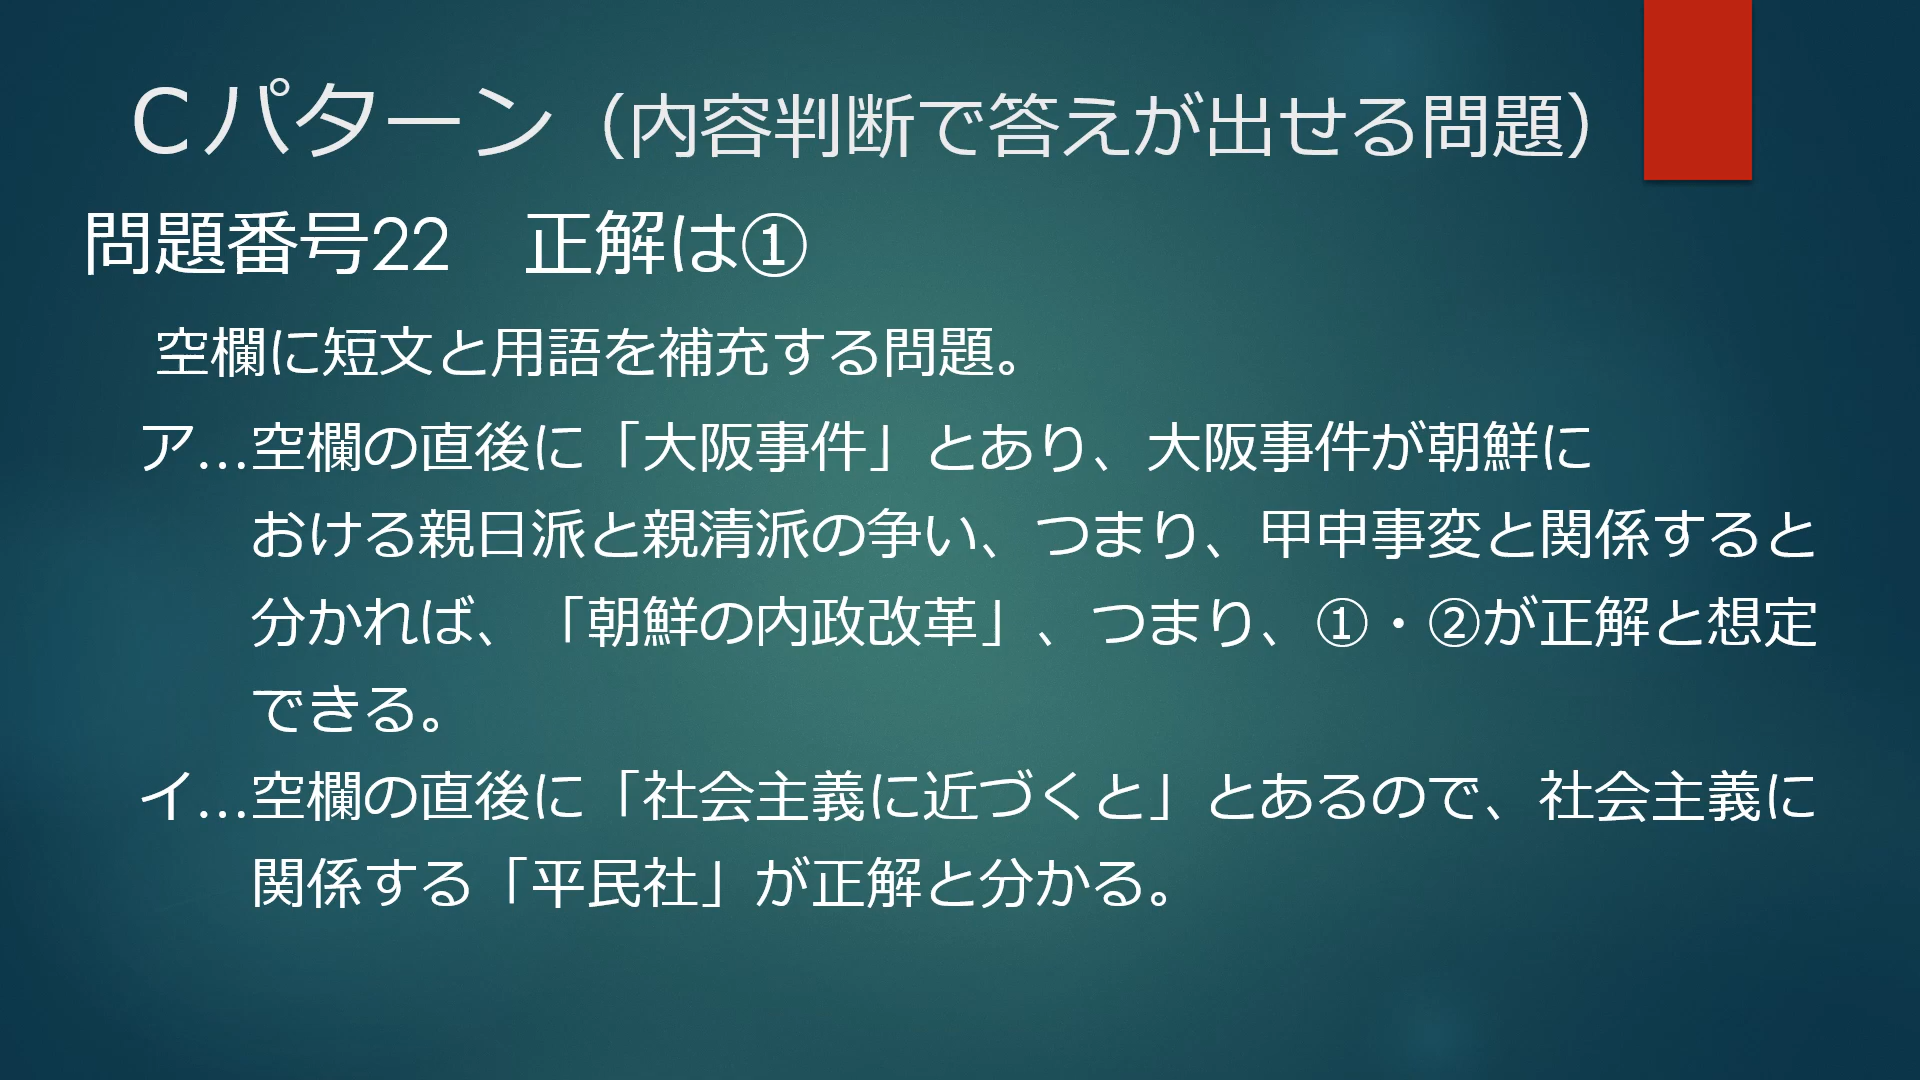 Ｃパターン（内容判断で答えが出せる問題）
問題番号22　正解は①
空欄に短文と用語を補充する問題。
ア…空欄の直後に「大阪事件」とあり、大阪事件が朝鮮に
おける親日派と親清派の争い、つまり、甲申事変と関係すると
分かれば、「朝鮮の内政改革」、つまり、①・②が正解と想定
できる。
イ…空欄の直後に「社会主義に近づくと」とあるので、社会主義に
関係する「平民社」が正解と分かる。